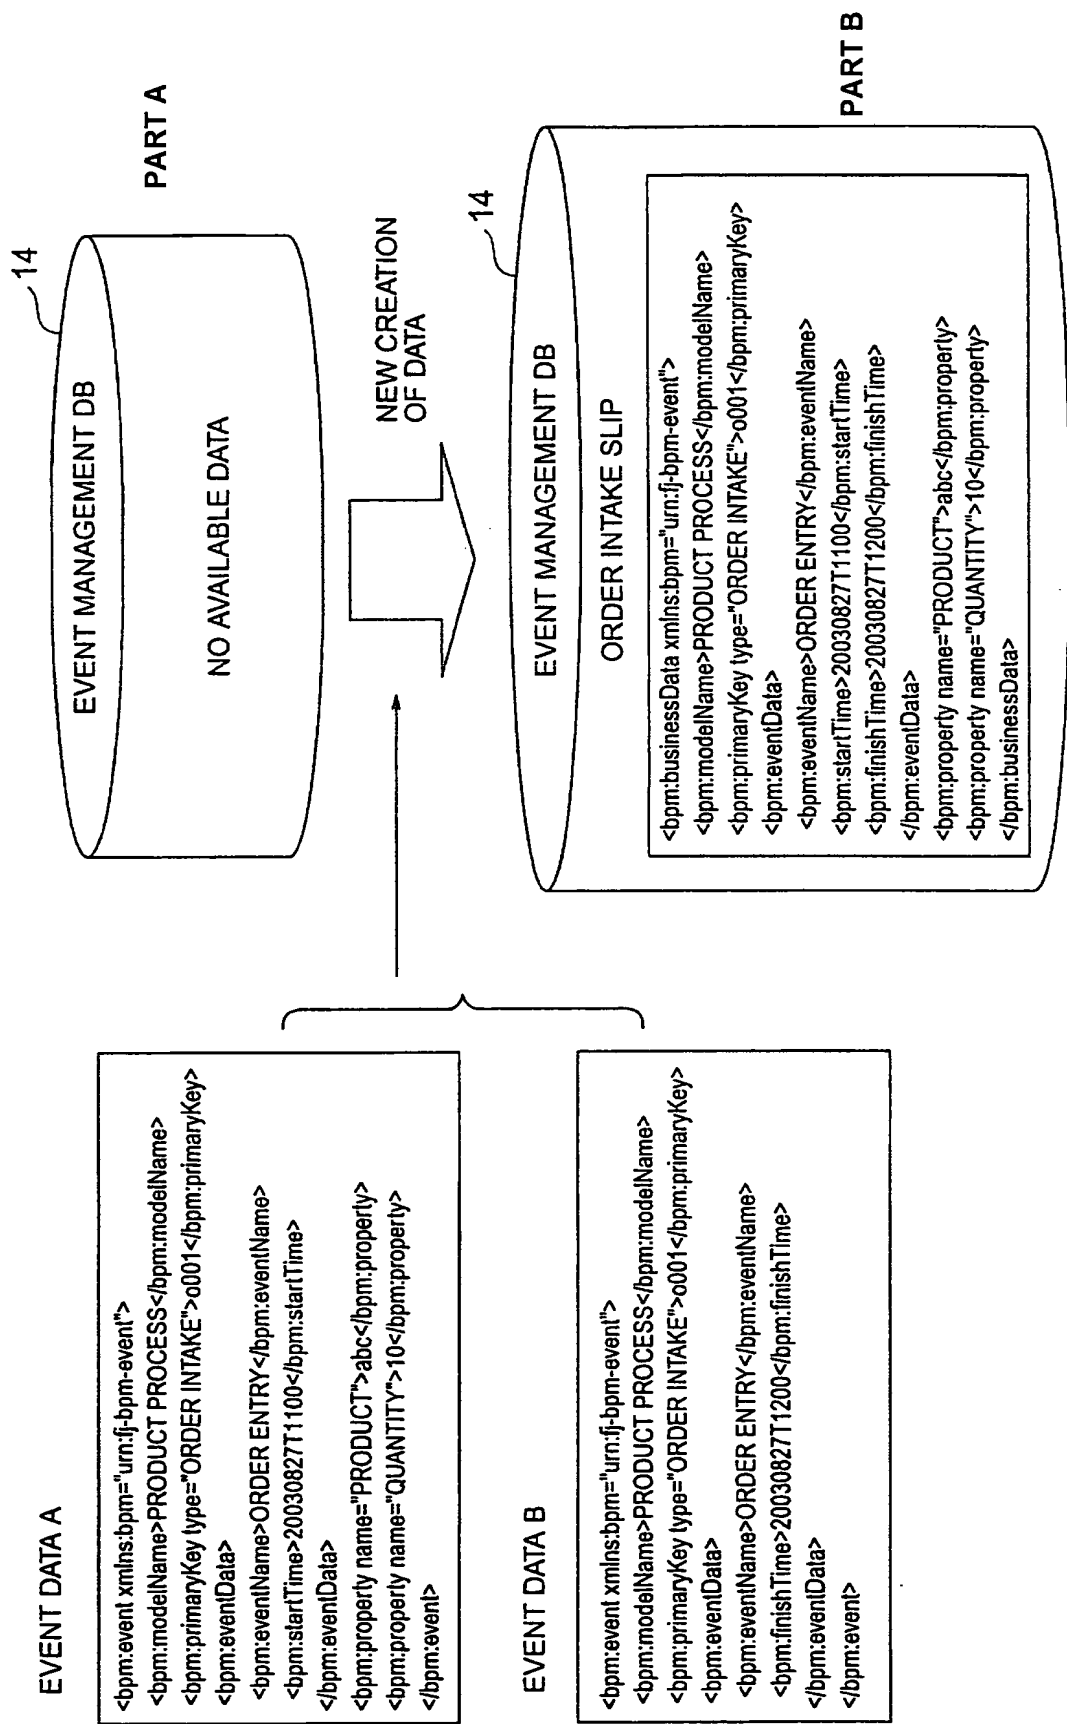 EVENT DATA A
<bpm:event xmlns:bpm="urn:fj-bpm-event">
<bpm:modelName>PRODUCT PROCESS</bpm:modelName>
<bpm:primaryKey type="ORDER INTAKE">o001</bpm:primaryKey>
<bpm:eventData>
<bpm:eventName>ORDER ENTRY</bpm:eventName>
<bpm:startTime>20030827T1100</bpm:startTime>
</bpm:eventData>
<bpm:property name="PRODUCT">abc</bpm:property>
<bpm:property name="QUANTITY">10</bpm:property>
</bpm:event>
EVENT DATA B
<bpm:event xmlns:bpm="urn:fj-bpm-event">
<bpm:modelName>PRODUCT PROCESS</bpm:modelName>
<bpm:primaryKey type="ORDER INTAKE">o001</bpm:primaryKey>
<bpm:eventData>
<bpm:eventName>ORDER ENTRY</bpm:eventName>
<bpm:finishTime>20030827T1200</bpm:finishTime>
</bpm:eventData>
</bpm:event>
14
EVENT MANAGEMENT DB
NO AVAILABLE DATA
PART A
NEW CREATION
OF DATA
14
EVENT MANAGEMENT DB
ORDER INTAKE SLIP
<bpm:businessData xmlns:bpm="urn:fj-bpm-event">
<bpm:modelName>PRODUCT PROCESS</bpm:modelName>
<bpm:primaryKey type="ORDER INTAKE">o001</bpm:primaryKey>
<bpm:eventData>
<bpm:eventName>ORDER ENTRY</bpm:eventName>
<bpm:startTime>20030827T1100</bpm:startTime>
<bpm:finishTime>20030827T1200</bpm:finishTime>
</bpm:eventData>
<bpm:property name="PRODUCT">abc</bpm:property>
<bpm:property name="QUANTITY">10</bpm:property>
</bpm:businessData>
PART B